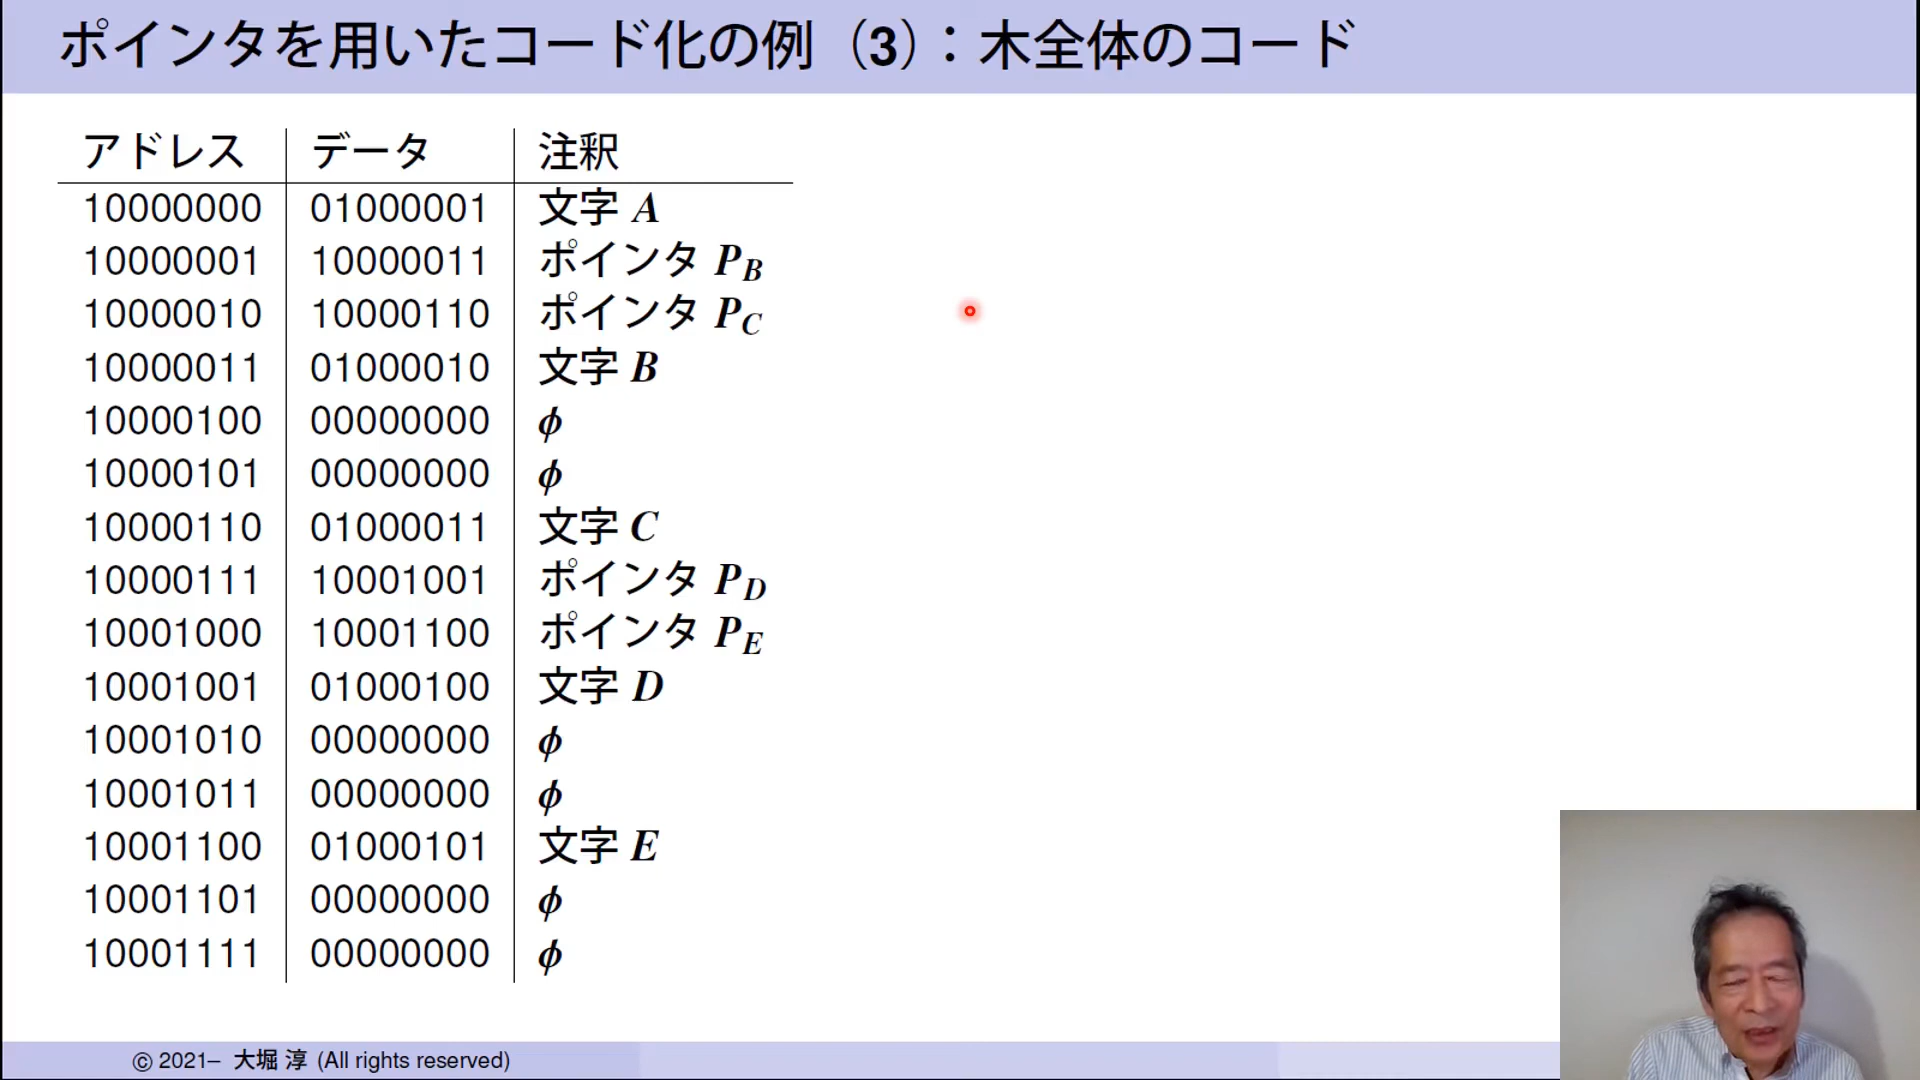 ポインタを用いたコード化の例（3）：木全体のコード
アドレス データ 注釈
10000000 01000001 文字 A
10000001 10000011 ポインタ P_B
10000010 10000110 ポインタ P_C
10000011 01000010 文字 B
10000100 00000000 ϕ
10000101 00000000 ϕ
10000110 01000011 文字 C
10000111 10001001 ポインタ P_D
10001000 10001100 ポインタ P_E
10001001 01000100 文字 D
10001010 00000000 ϕ
10001011 00000000 ϕ
10001100 01000101 文字 E
10001101 00000000 ϕ
10001111 00000000 ϕ
© 2021– 大堀 淳 (All rights reserved)